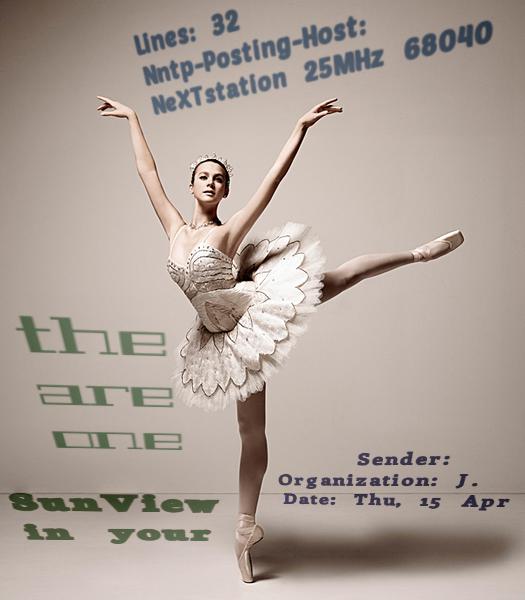 Lines: 32
Nntp-Posting-Host:
NeXTstation 25MHz 68040
the
are
one
SunView
in your
Sender:
Organization: J.
Date: Thu, 15 Apr